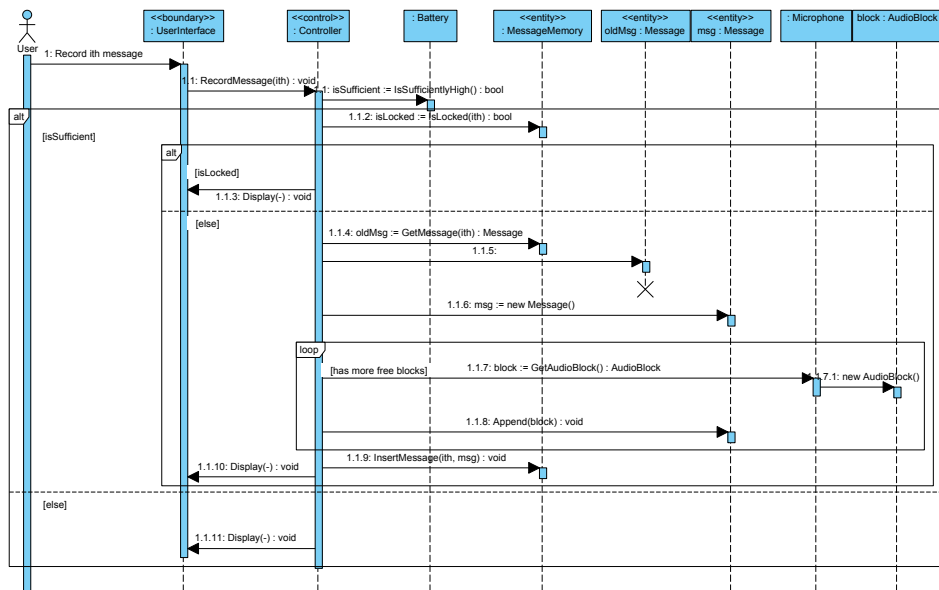 <<boundary>>
: UserInterface
<<control>>
: Controller
: Battery
<<entity>>
: MessageMemory
<<entity>>
oldMsg : Message
<<entity>>
msg : Message
: Microphone
block : AudioBlock
User
1: Record ith message
1.1: RecordMessage(ith) : void
1: isSufficient := IsSufficientlyHigh() : bool
alt
1.1.2: isLocked := IsLocked(ith) : bool
[isSufficient]
alt
[isLocked]
1.1.3: Display(-) : void
[else]
1.1.4: oldMsg := GetMessage(ith) : Message
1.1.5:
1.1.6: msg := new Message()
loop
[has more free blocks]
1.1.7: block := GetAudioBlock() : AudioBlock
1.1.7.1: new AudioBlock()
1.1.8: Append(block) : void
1.1.9: InsertMessage(ith, msg) : void
1.1.10: Display(-) : void
[else]
1.1.11: Display(-) : void